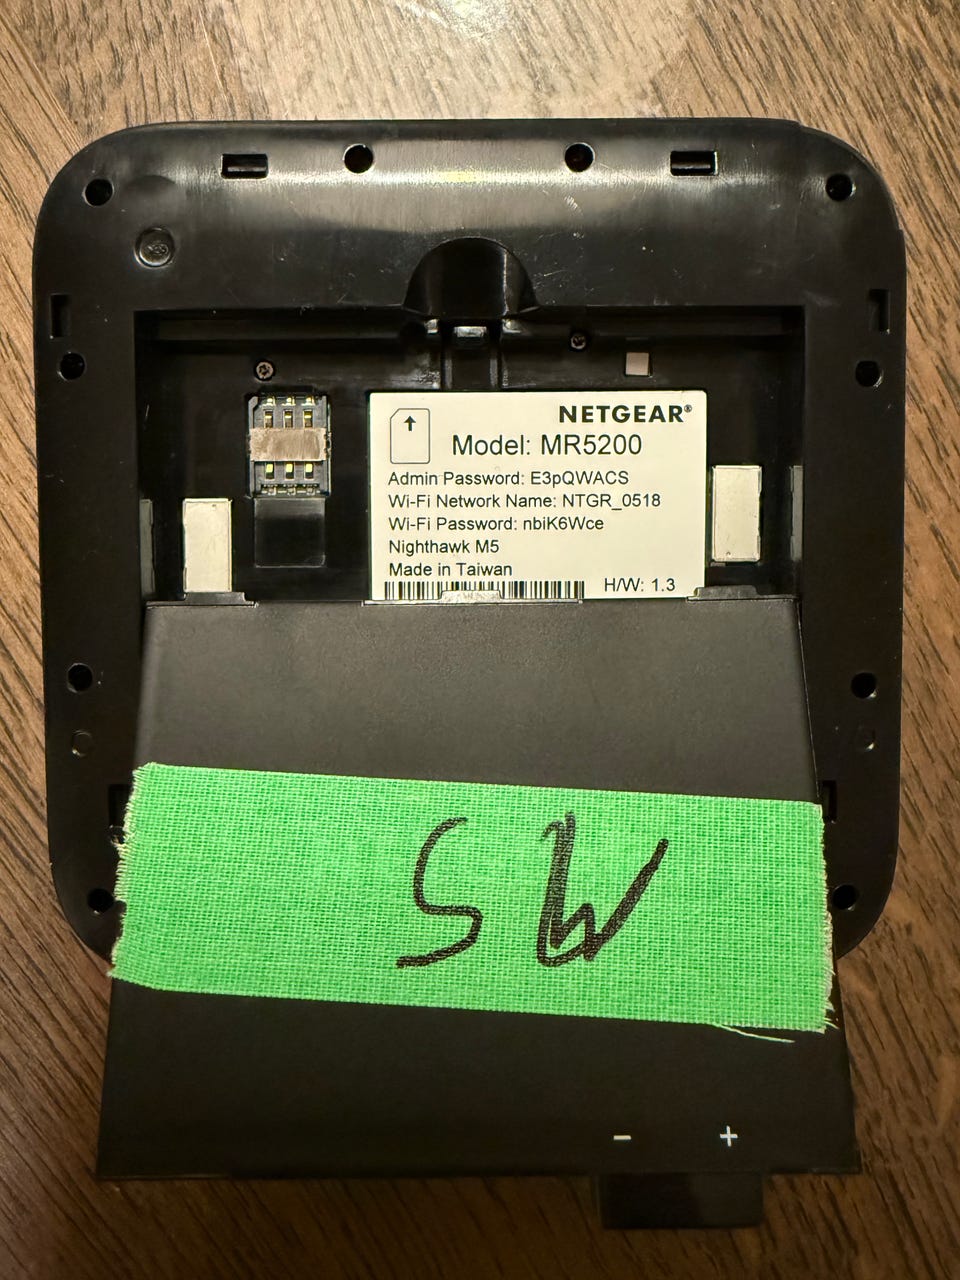 NETGEAR®
Model: MR5200
Admin Password: E3pQWACS
Wi-Fi Network Name: NTGR_0518
Wi-Fi Password: nbiK6Wce
Nighthawk M5
Made in Taiwan
H/W: 1.3
SW
- +